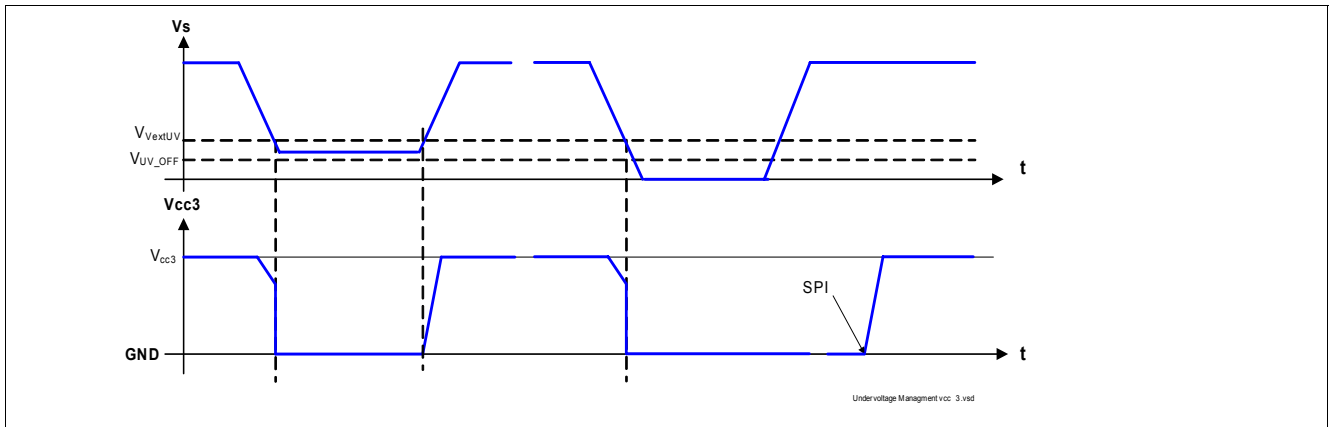 Vs
VVextUV
VUV_OFF
t
Vcc3
Vcc3
SPI
GND
t
Undervoltage Managment vcc 3.vsd